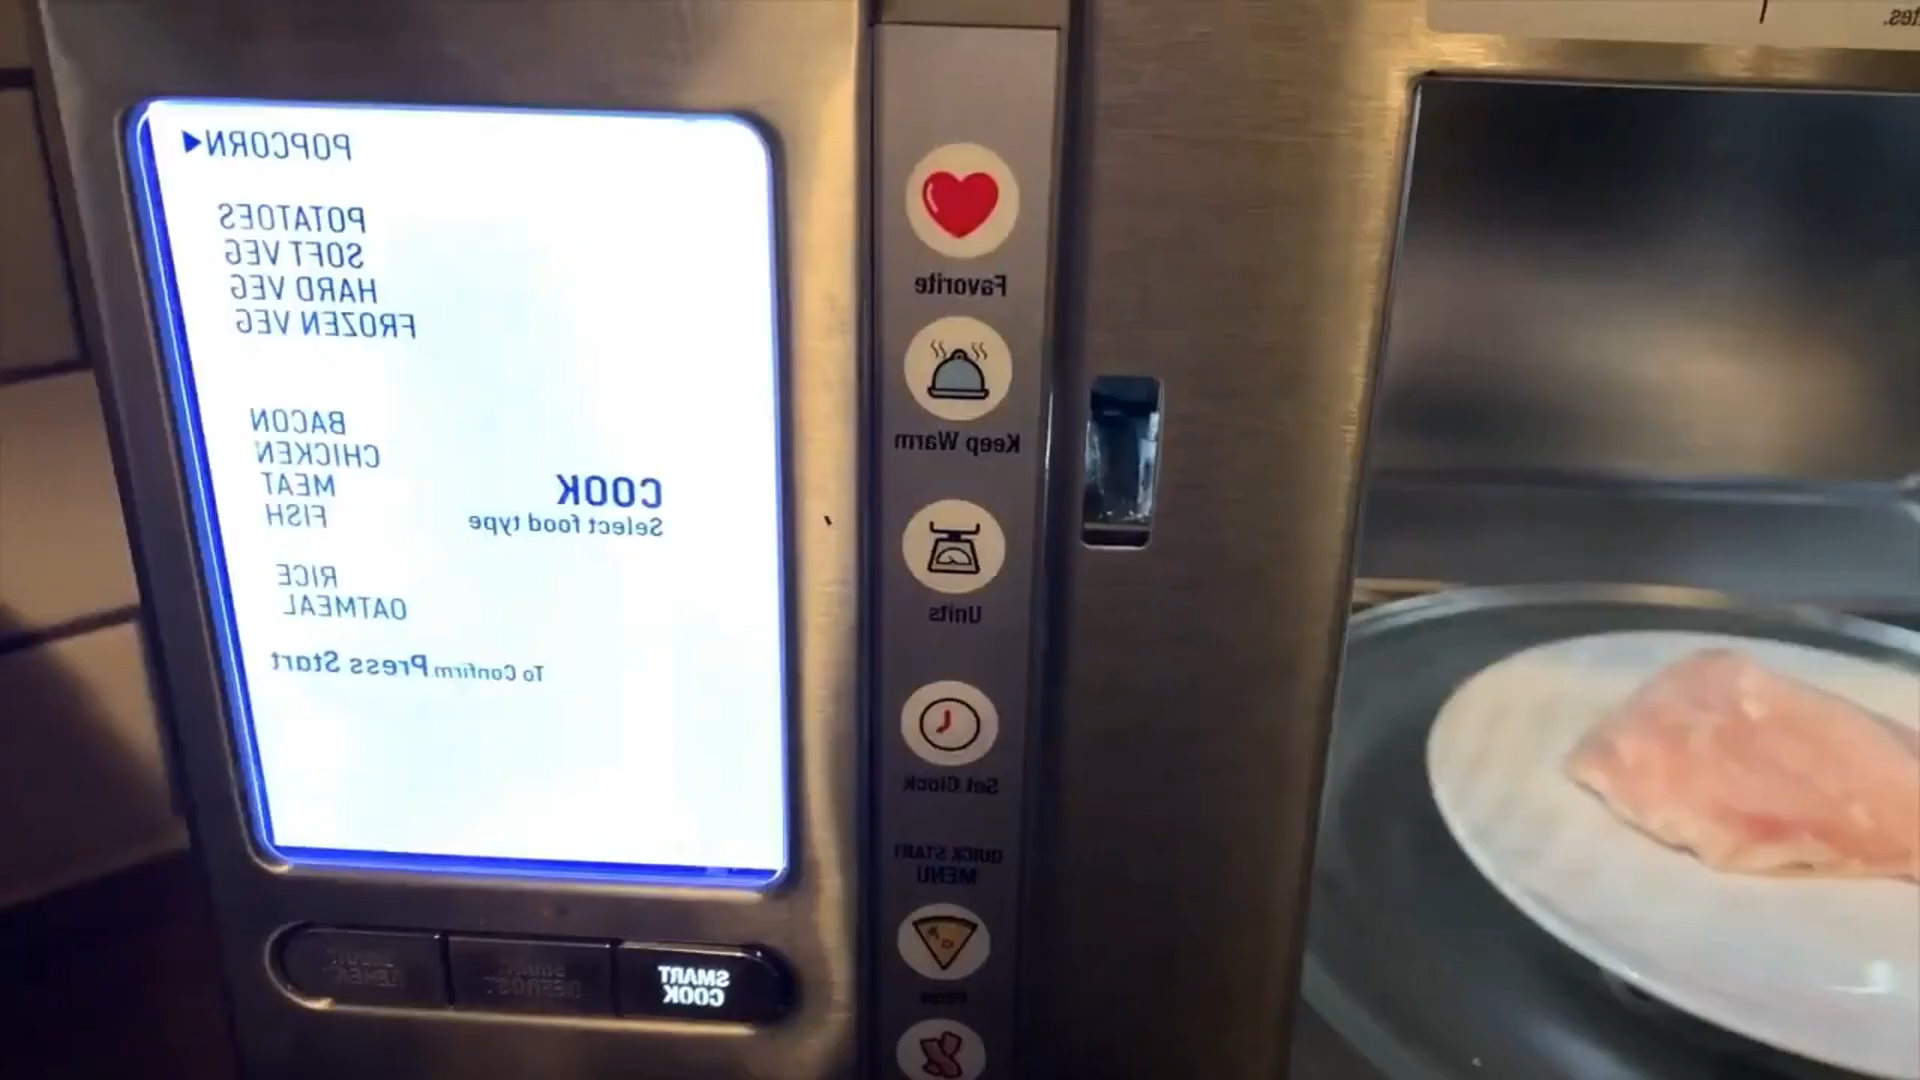 POPCORN
POTATOES
SOFT VEG
HARD VEG
FROZEN VEG
BACON
CHICKEN
MEAT
FISH
COOK
Select food type
RICE
OATMEAL
To Confirm Press Start
SMART
COOK
Favorite
Keep Warm
Units
Set Clock
QUICK START
MENU